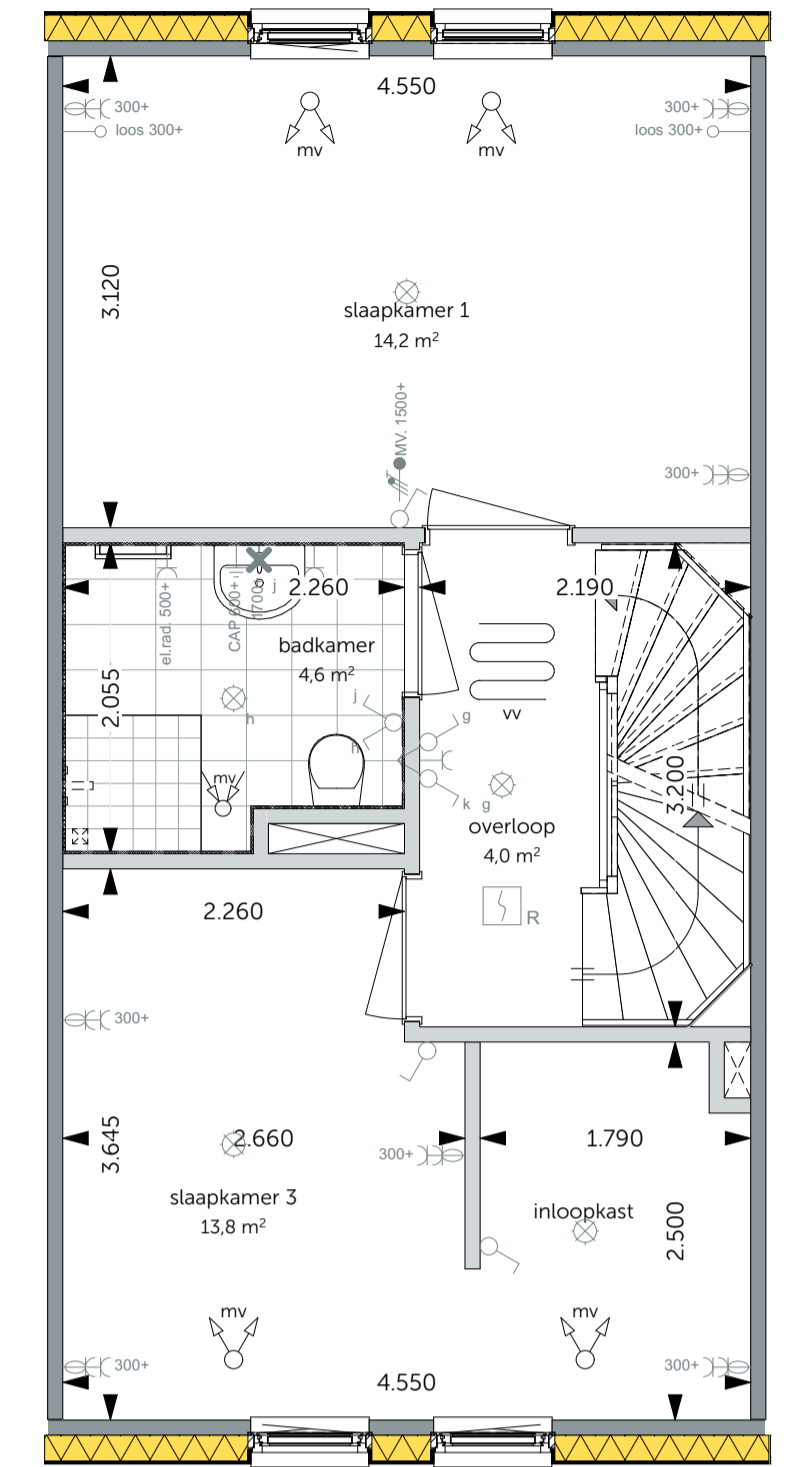 4.550
300+
300+
loos 300+
loos 300+
mv
mv
3.120
slaapkamer 1
14,2 m²
MV. 1500+
300+
2.260
2.190
el.rad. 500+
CAP 600+
1700+
j
badkamer
4,6 m²
2.055
h
j
h
g
vv
mv
k
g
3.200
overloop
4,0 m²
R
2.260
300+
3.645
2.660
300+
1.790
slaapkamer 3
13,8 m²
inloopkast
2.500
mv
mv
300+
300+
4.550